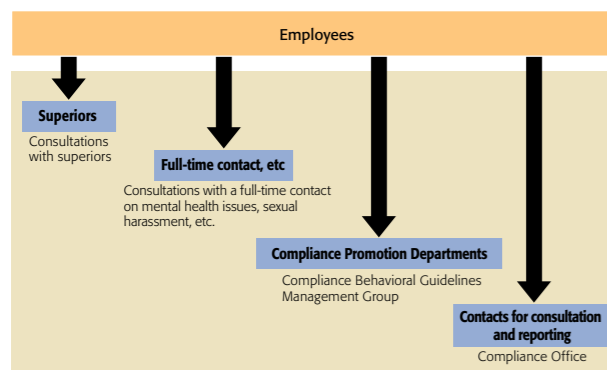 Employees
Superiors
Consultations
with superiors
Full-time contact, etc
Consultations with a full-time contact
on mental health issues, sexual
harassment, etc.
Compliance Promotion Departments
Compliance Behavioral Guidelines
Management Group
Contacts for consultation
and reporting
Compliance Office